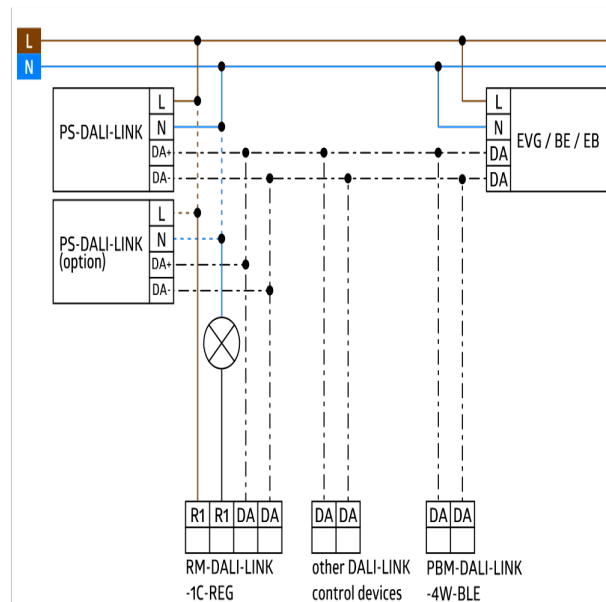 L
N
PS-DALI-LINK
L
N
DA+
DA-
EVG / BE / EB
L
N
DA
DA
PS-DALI-LINK
(option)
L
N
DA+
DA-
R1 R1 DA DA
DA DA
DA DA
RM-DALI-LINK
-1C-REG
other DALI-LINK
control devices
PBM-DALI-LINK
-4W-BLE